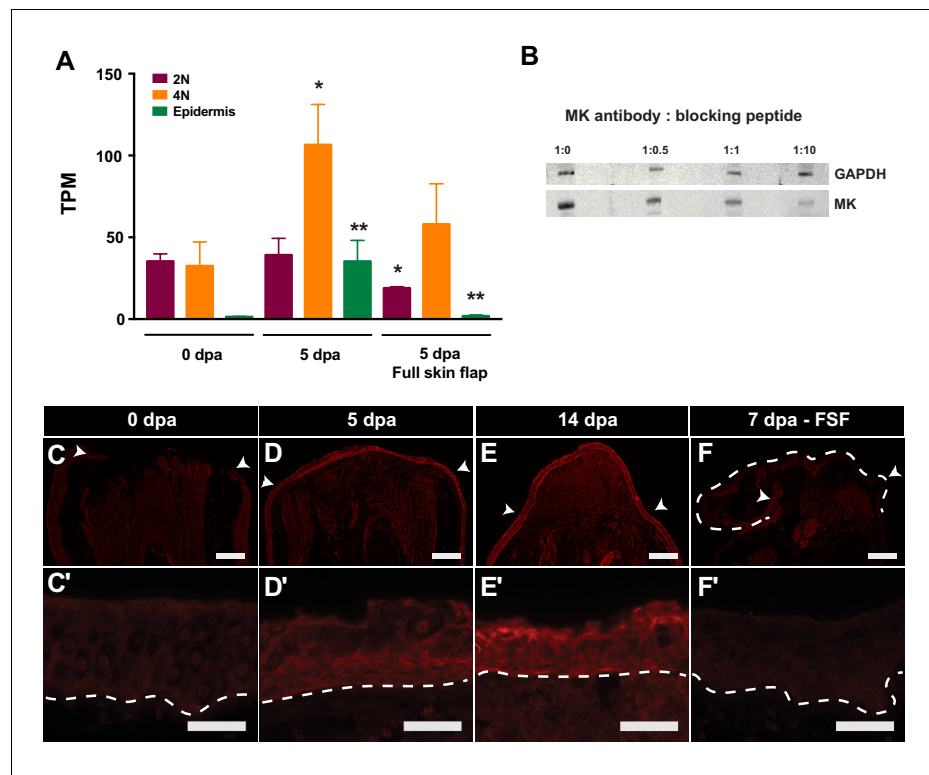 A
B
150
100
50
0
TPM
2N
4N
Epidermis
*
**
*
**
0 dpa
5 dpa
5 dpa
Full skin flap
MK antibody : blocking peptide
1:0 1:0.5 1:1 1:10
GAPDH
MK
0 dpa 5 dpa 14 dpa 7 dpa - FSF
C D E F
C' D' E' F'